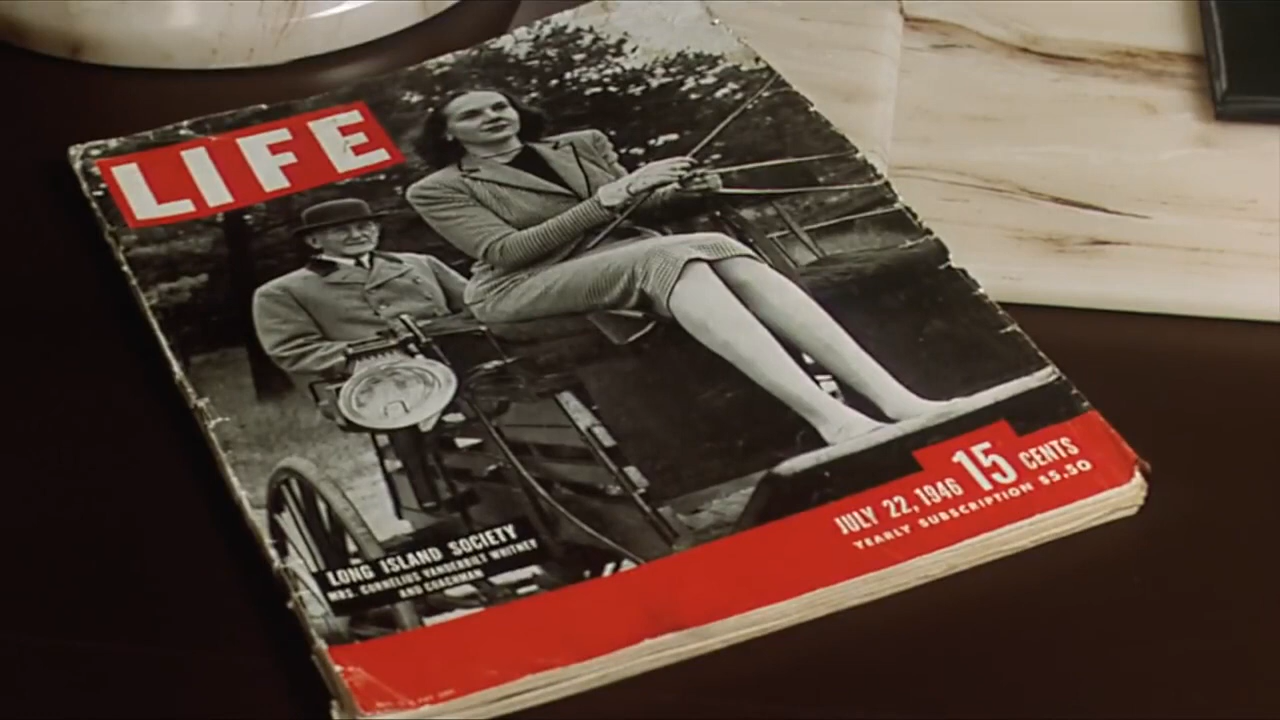 LIFE
LONG ISLAND SOCIETY
MRS. CORNELIUS VANDERBILT WHITNEY
AND COACHMAN
JULY 22, 1946 15 CENTS
YEARLY SUBSCRIPTION $5.50